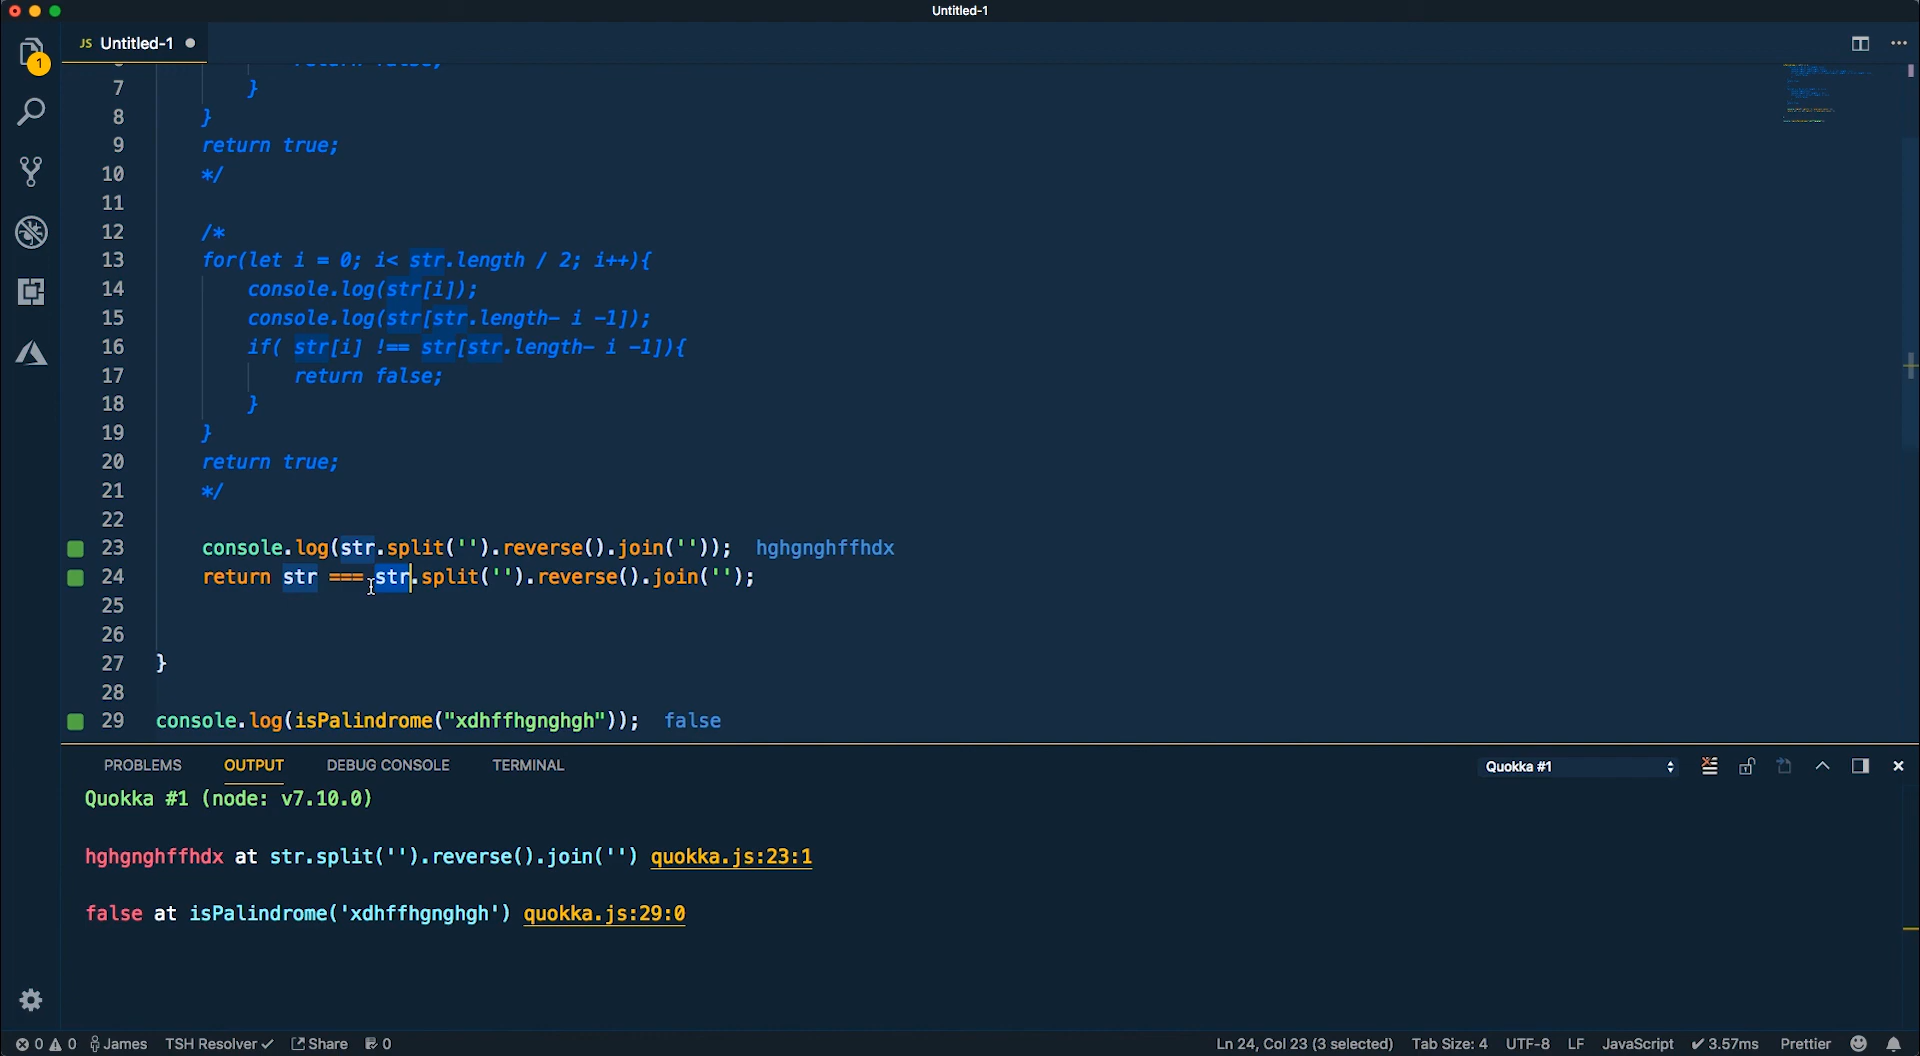 Untitled-1
JS Untitled-1
1
7 }
8 }
9 return true;
10 */
11
12 /*
13 for(let i = 0; i< str.length / 2; i++){
14 console.log(str[i]);
15 console.log(str[str.length- i -1]);
16 if( str[i] !== str[str.length- i -1]){
17 return false;
18 }
19 }
20 return true;
21 */
22
23 console.log(str.split('').reverse().join('')); hghgnghffhdx
24 return str === str.split('').reverse().join('');
25
26
27 }
28
29 console.log(isPalindrome("xdhffhgnghgh")); false
PROBLEMS OUTPUT DEBUG CONSOLE TERMINAL Quokka #1
Quokka #1 (node: v7.10.0)
hghgnghffhdx at str.split('').reverse().join('') quokka.js:23:1
false at isPalindrome('xdhffhgnghgh') quokka.js:29:0
0 0 James TSH Resolver ✓ Share 0 Ln 24, Col 23 (3 selected) Tab Size: 4 UTF-8 LF JavaScript ✓ 3.57ms Prettier